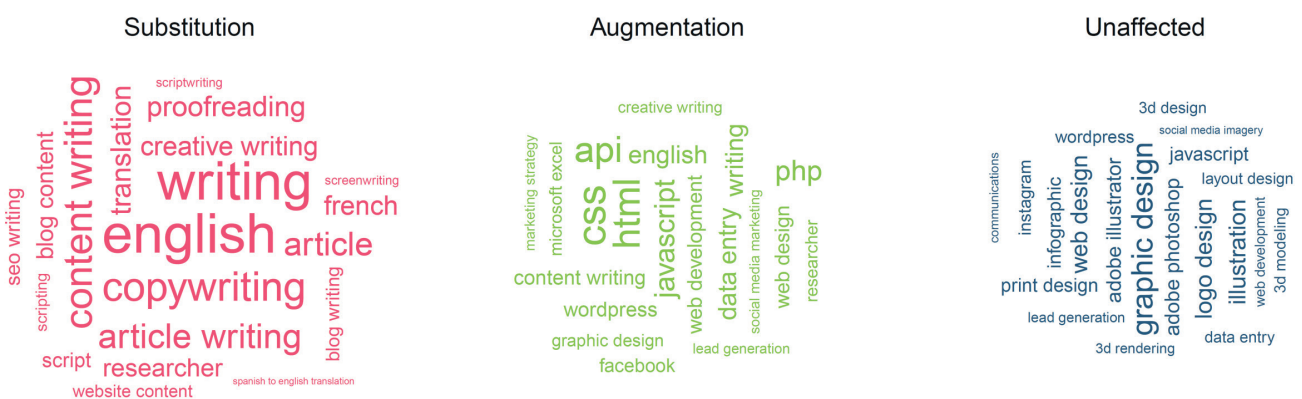 Substitution
scriptwriting
proofreading
content writing
translation
creative writing
blog content
writing
screenwriting
french
seo writing
english
article
scripting
copywriting
blog writing
article writing
script
researcher
spanish to english translation
website content
Augmentation
creative writing
marketing strategy
microsoft excel
api
english
writing
php
css
html
javascript
web development
data entry
social media marketing
web design
researcher
content writing
wordpress
graphic design
lead generation
facebook
Unaffected
3d design
social media imagery
wordpress
javascript
communications
instagram
infographic
web design
adobe illustrator
graphic design
adobe photoshop
logo design
layout design
illustration
web development
3d modeling
print design
lead generation
data entry
3d rendering